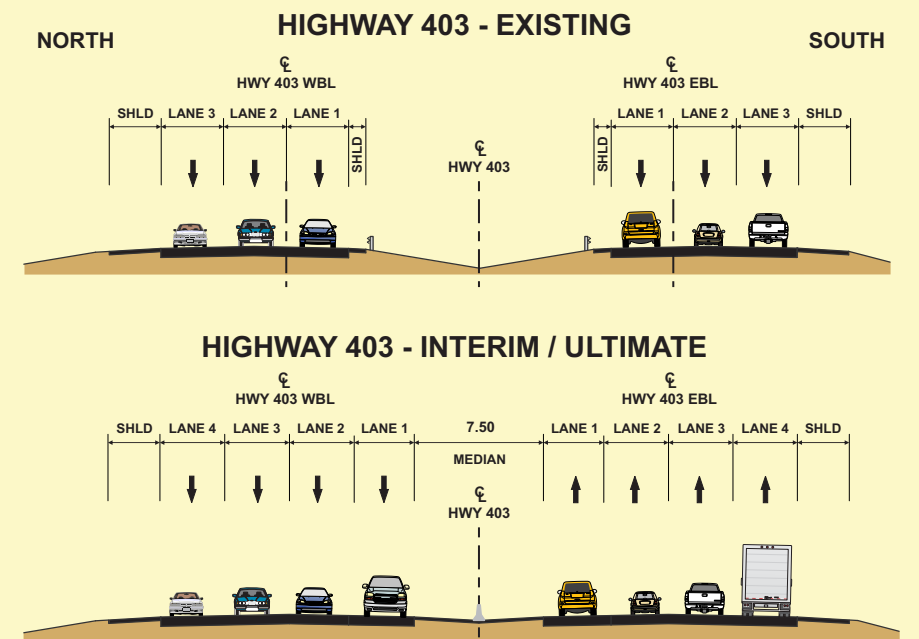 HIGHWAY 403 - EXISTING
NORTH
SOUTH
℄
HWY 403 WBL
℄
HWY 403 EBL
SHLD LANE 3 LANE 2 LANE 1 SHLD
SHLD LANE 1 LANE 2 LANE 3 SHLD
℄
HWY 403
HIGHWAY 403 - INTERIM / ULTIMATE
℄
HWY 403 WBL
℄
HWY 403 EBL
SHLD LANE 4 LANE 3 LANE 2 LANE 1 7.50 LANE 1 LANE 2 LANE 3 LANE 4 SHLD
MEDIAN
℄
HWY 403